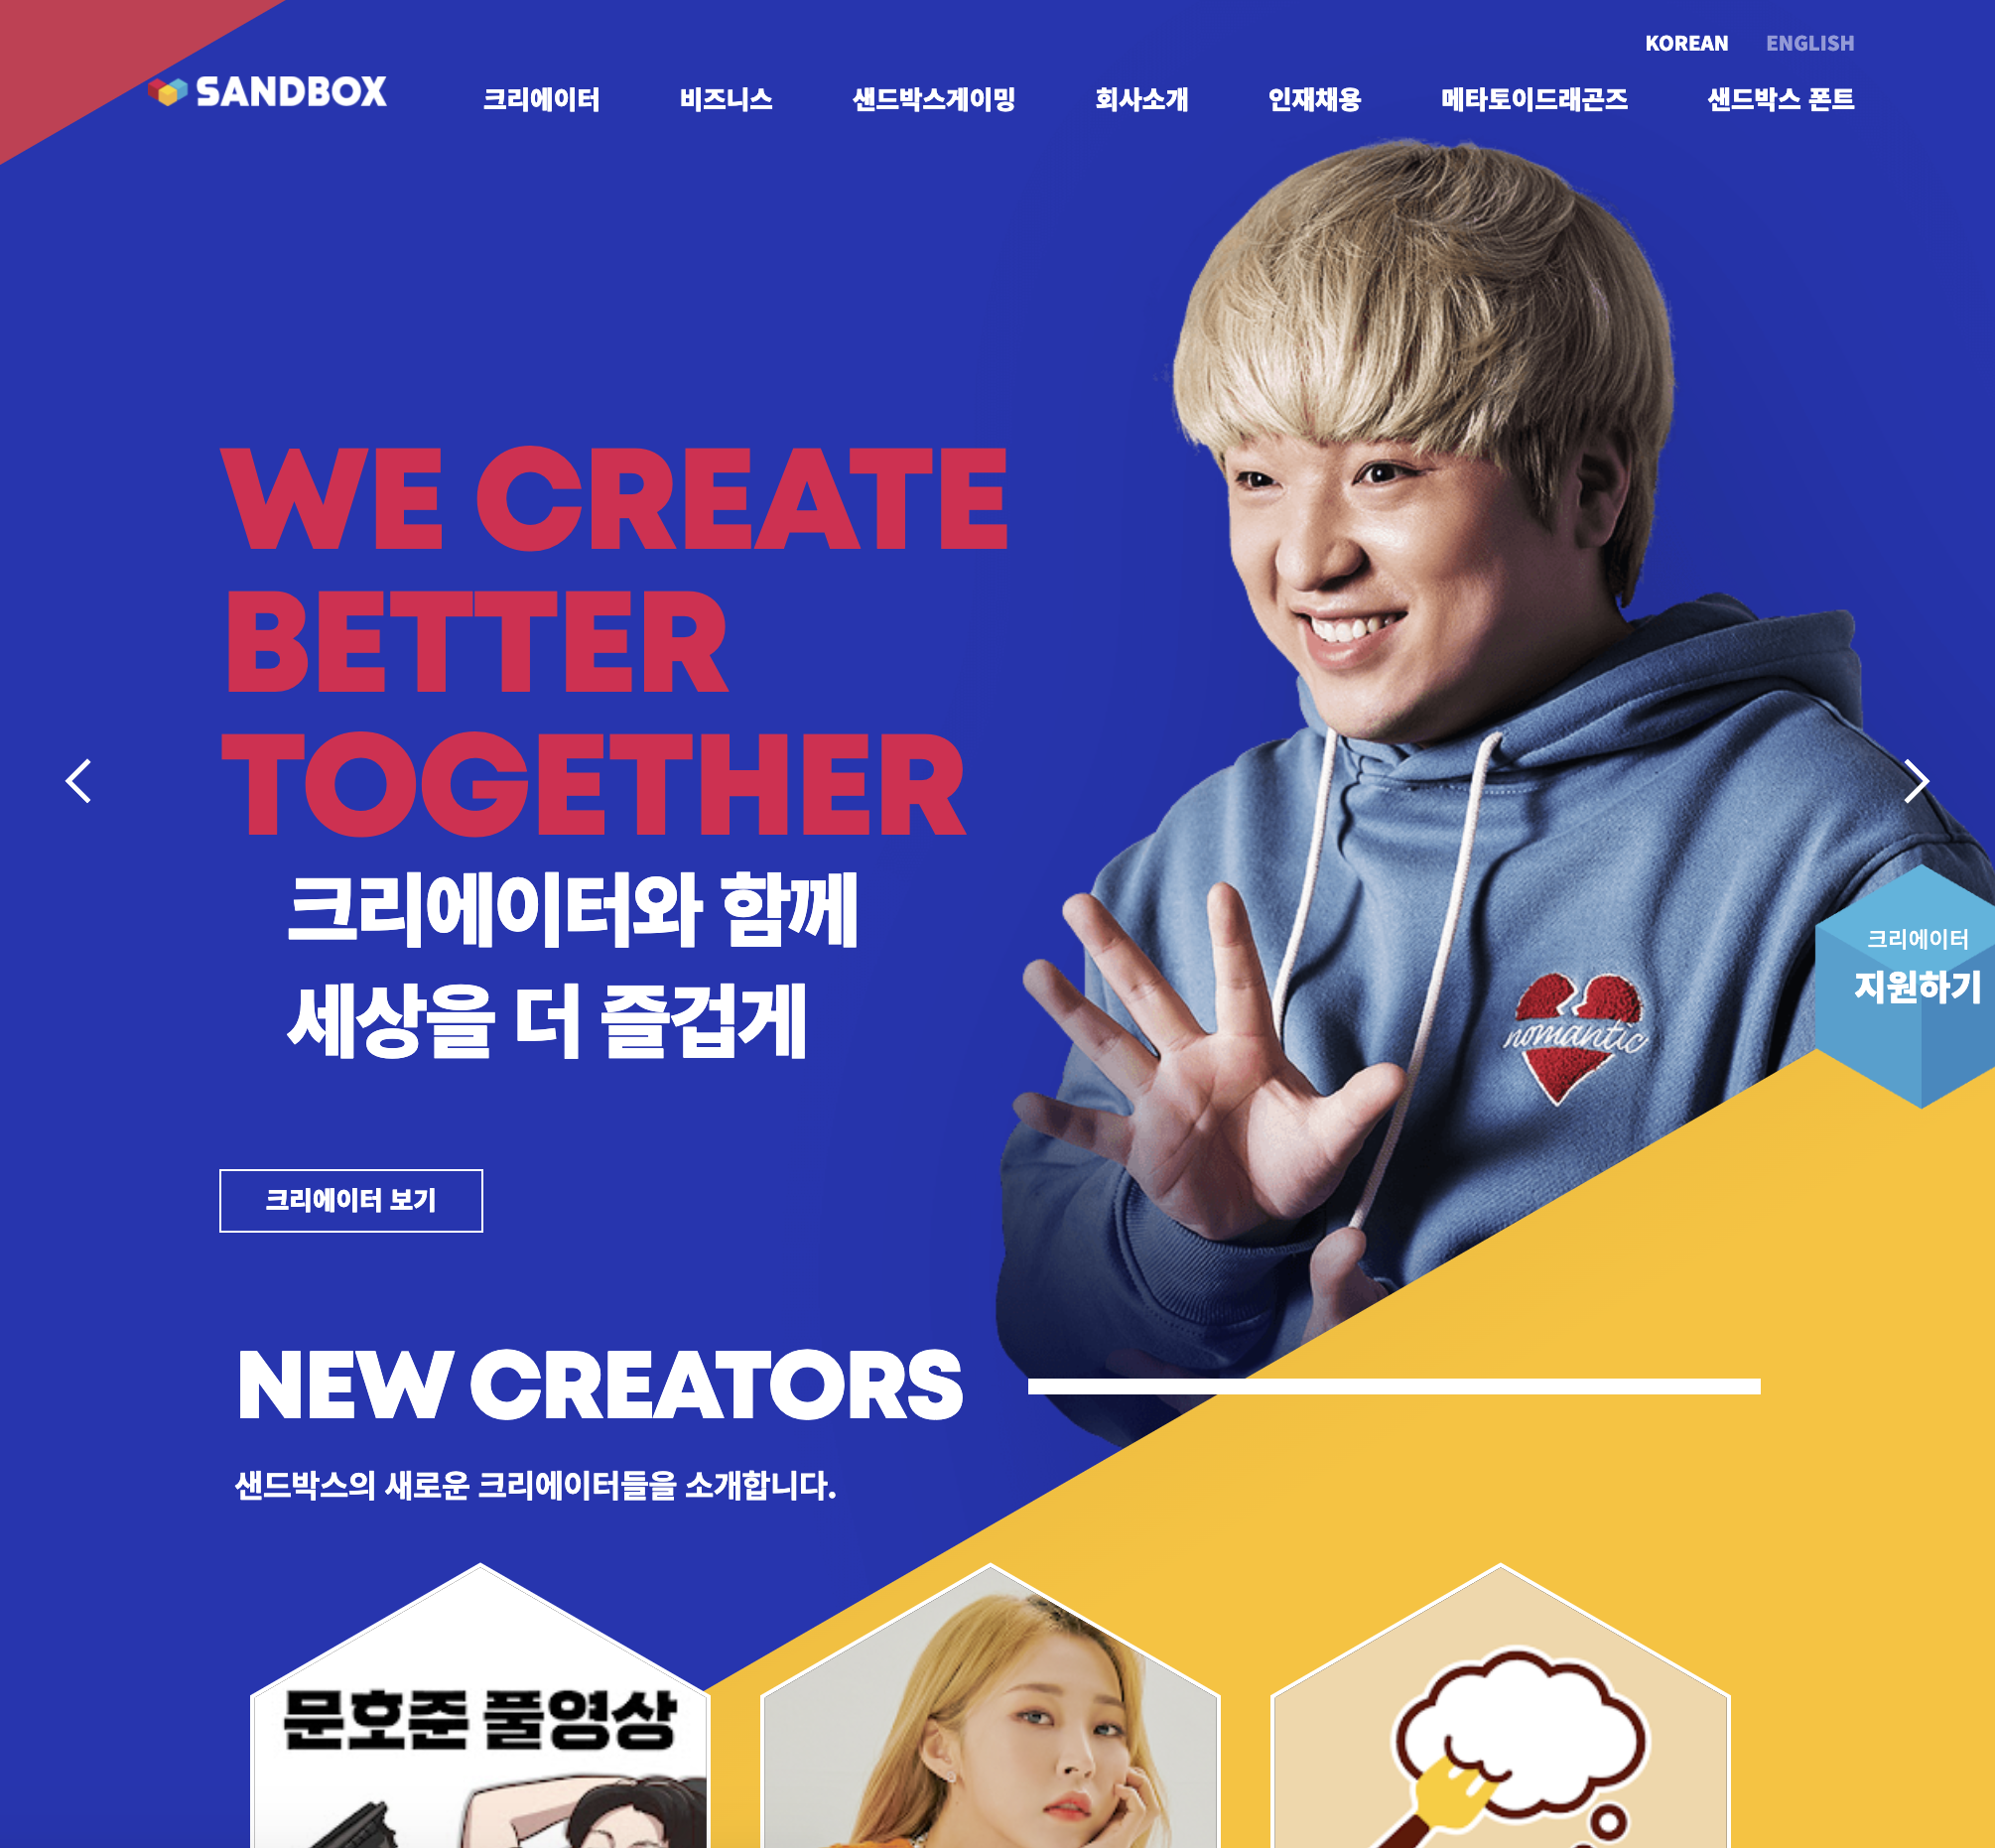 KOREAN ENGLISH
SANDBOX 크리에이터 비즈니스 샌드박스게이밍 회사소개 인재채용 메타토이드래곤즈 샌드박스 폰트
WE CREATE
BETTER
TOGETHER
크리에이터와 함께
세상을 더 즐겁게
nomantic
크리에이터
지원하기
크리에이터 보기
NEW CREATORS
샌드박스의 새로운 크리에이터들을 소개합니다.
문호준 풀영상